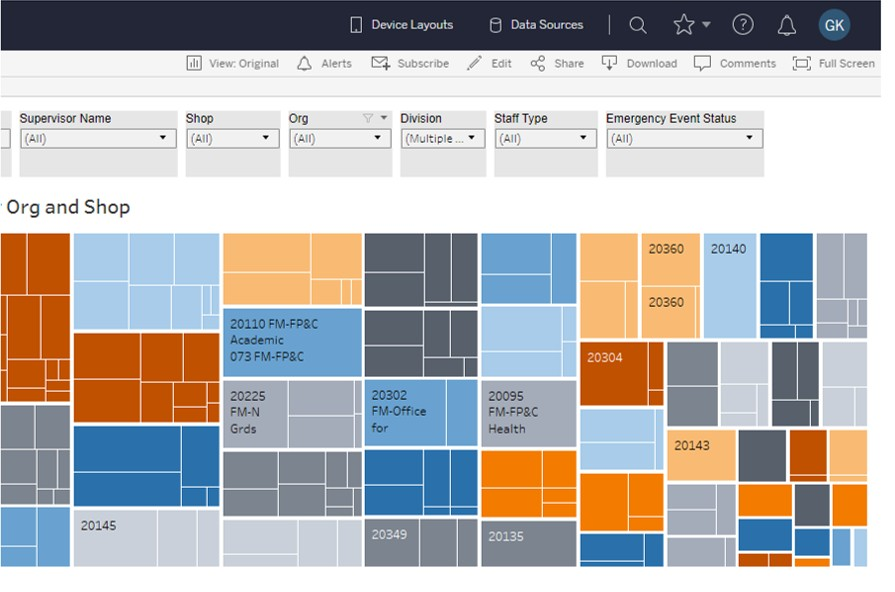 Device Layouts Data Sources GK
View: Original Alerts Subscribe Edit Share Download Comments Full Screen
Supervisor Name Shop Org Division Staff Type Emergency Event Status
(All) (All) (All) (Multiple ... (All) (All)
Org and Shop
20360 20140
20360
20110 FM-FP&C
Academic
073 FM-FP&C
20304
20225
FM-N
Grds
20302
FM-Office
for
20095
FM-FP&C
Health
20143
20145
20349
20135